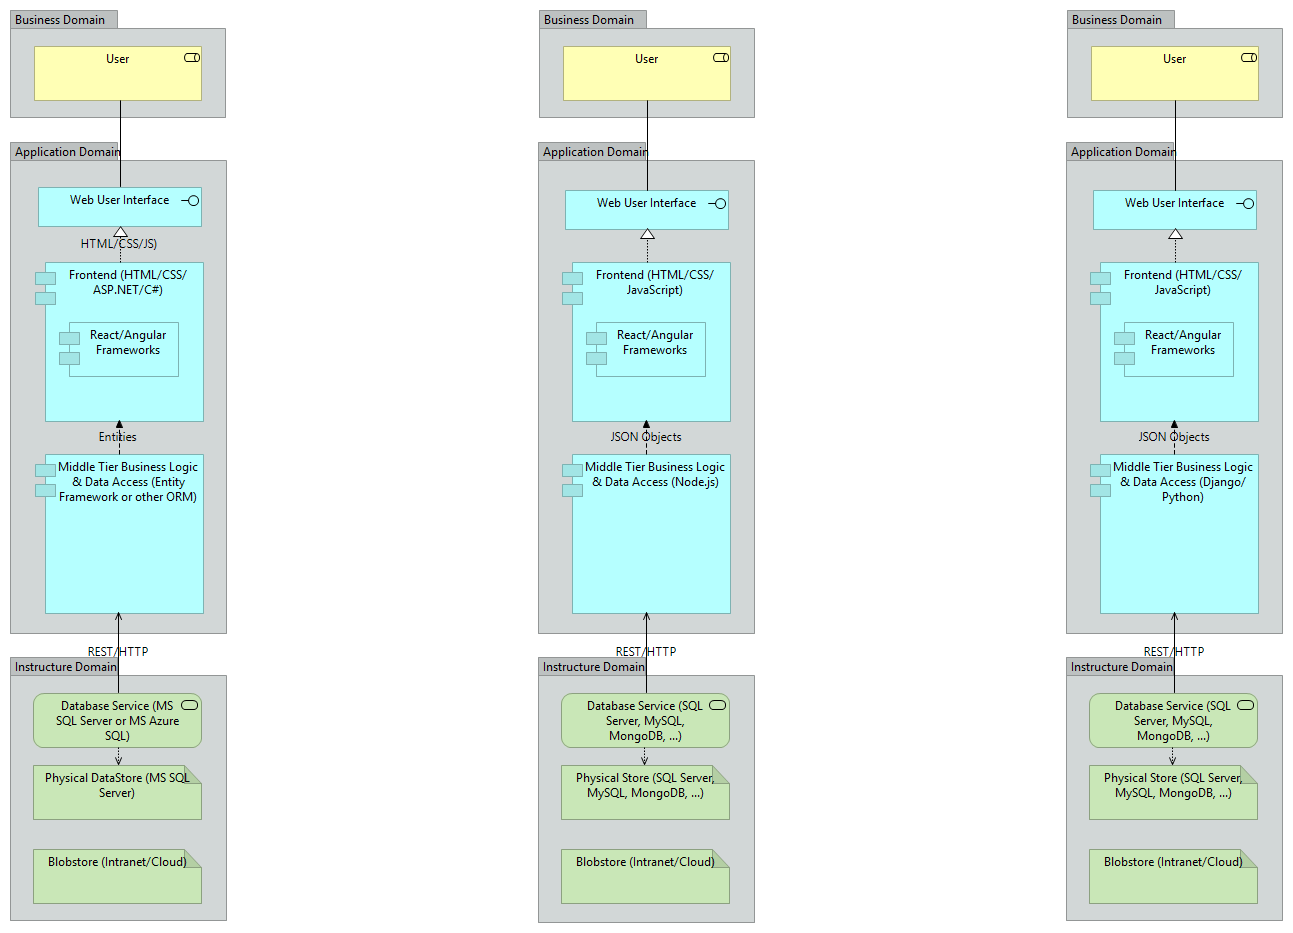 Business Domain
User
Application Domain
Web User Interface
HTML/CSS/JS)
Frontend (HTML/CSS/
ASP.NET/C#)
React/Angular
Frameworks
Entities
Middle Tier Business Logic
& Data Access (Entity
Framework or other ORM)
REST/HTTP
Instructure Domain
Database Service (MS
SQL Server or MS Azure
SQL)
Physical DataStore (MS SQL
Server)
Blobstore (Intranet/Cloud)
Business Domain
User
Application Domain
Web User Interface
Frontend (HTML/CSS/
JavaScript)
React/Angular
Frameworks
JSON Objects
Middle Tier Business Logic
& Data Access (Node.js)
REST/HTTP
Instructure Domain
Database Service (SQL
Server, MySQL,
MongoDB, ...)
Physical Store (SQL Server,
MySQL, MongoDB, ...)
Blobstore (Intranet/Cloud)
Business Domain
User
Application Domain
Web User Interface
Frontend (HTML/CSS/
JavaScript)
React/Angular
Frameworks
JSON Objects
Middle Tier Business Logic
& Data Access (Django/
Python)
REST/HTTP
Instructure Domain
Database Service (SQL
Server, MySQL,
MongoDB, ...)
Physical Store (SQL Server,
MySQL, MongoDB, ...)
Blobstore (Intranet/Cloud)